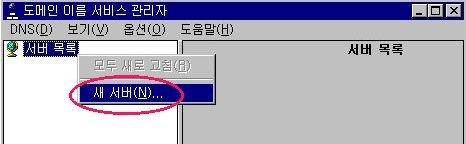 도메인 이름 서비스 관리자
DNS(D) 보기(V) 옵션(O) 도움말(H)
서버 목록 서버 목록
모두 새로 고침(R)
새 서버(N)...